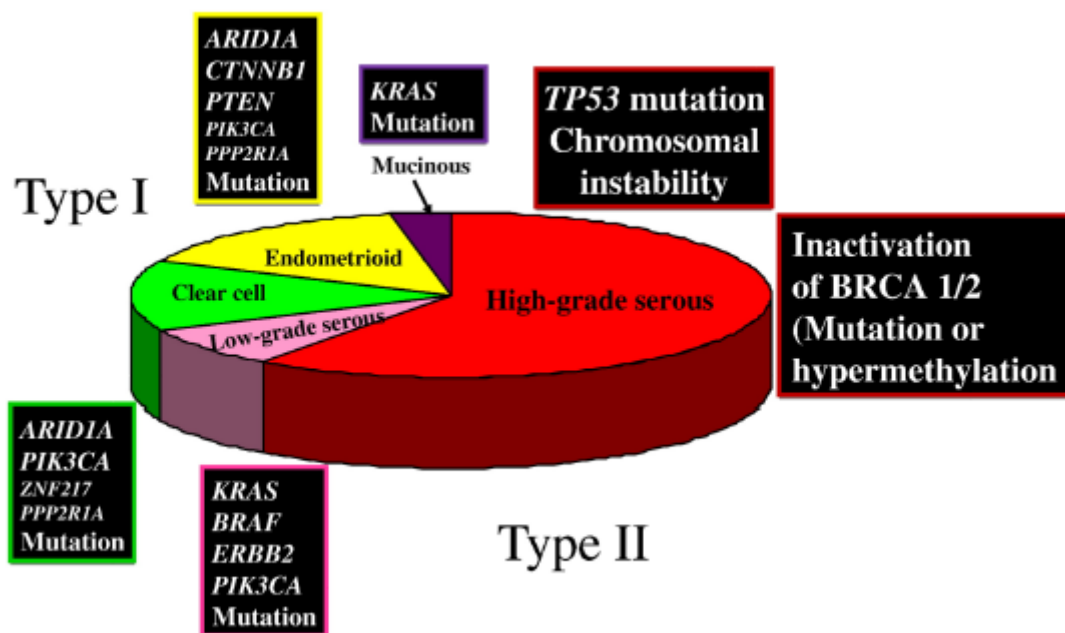 ARID1A
CTNNB1
PTEN
PIK3CA
PPP2R1A
Mutation
KRAS
Mutation
Mucinous
TP53 mutation
Chromosomal
instability
Type I
Inactivation
of BRCA 1/2
(Mutation or
hypermethylation
Endometrioid
Clear cell
Low-grade serous
High-grade serous
ARID1A
PIK3CA
ZNF217
PPP2R1A
Mutation
KRAS
BRAF
ERBB2
PIK3CA
Mutation
Type II